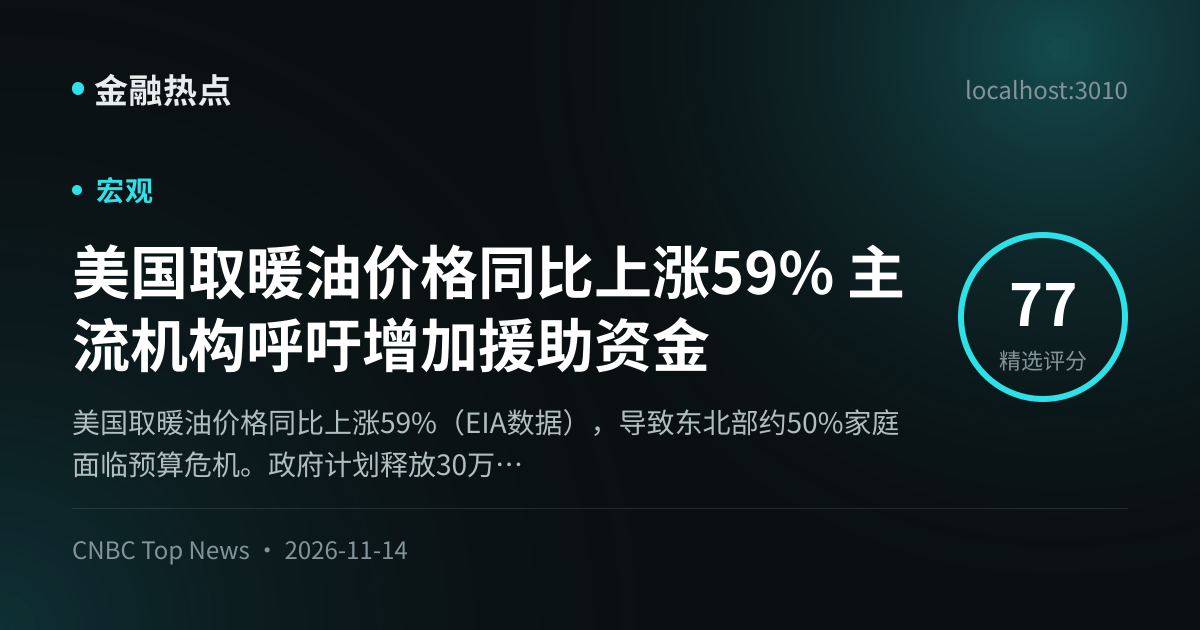 金融热点
localhost:3010
宏观
美国取暖油价格同比上涨59% 主
流机构呼吁增加援助资金
77
精选评分
美国取暖油价格同比上涨59%（EIA数据），导致东北部约50%家庭
面临预算危机。政府计划释放30万…
CNBC Top News · 2026-11-14